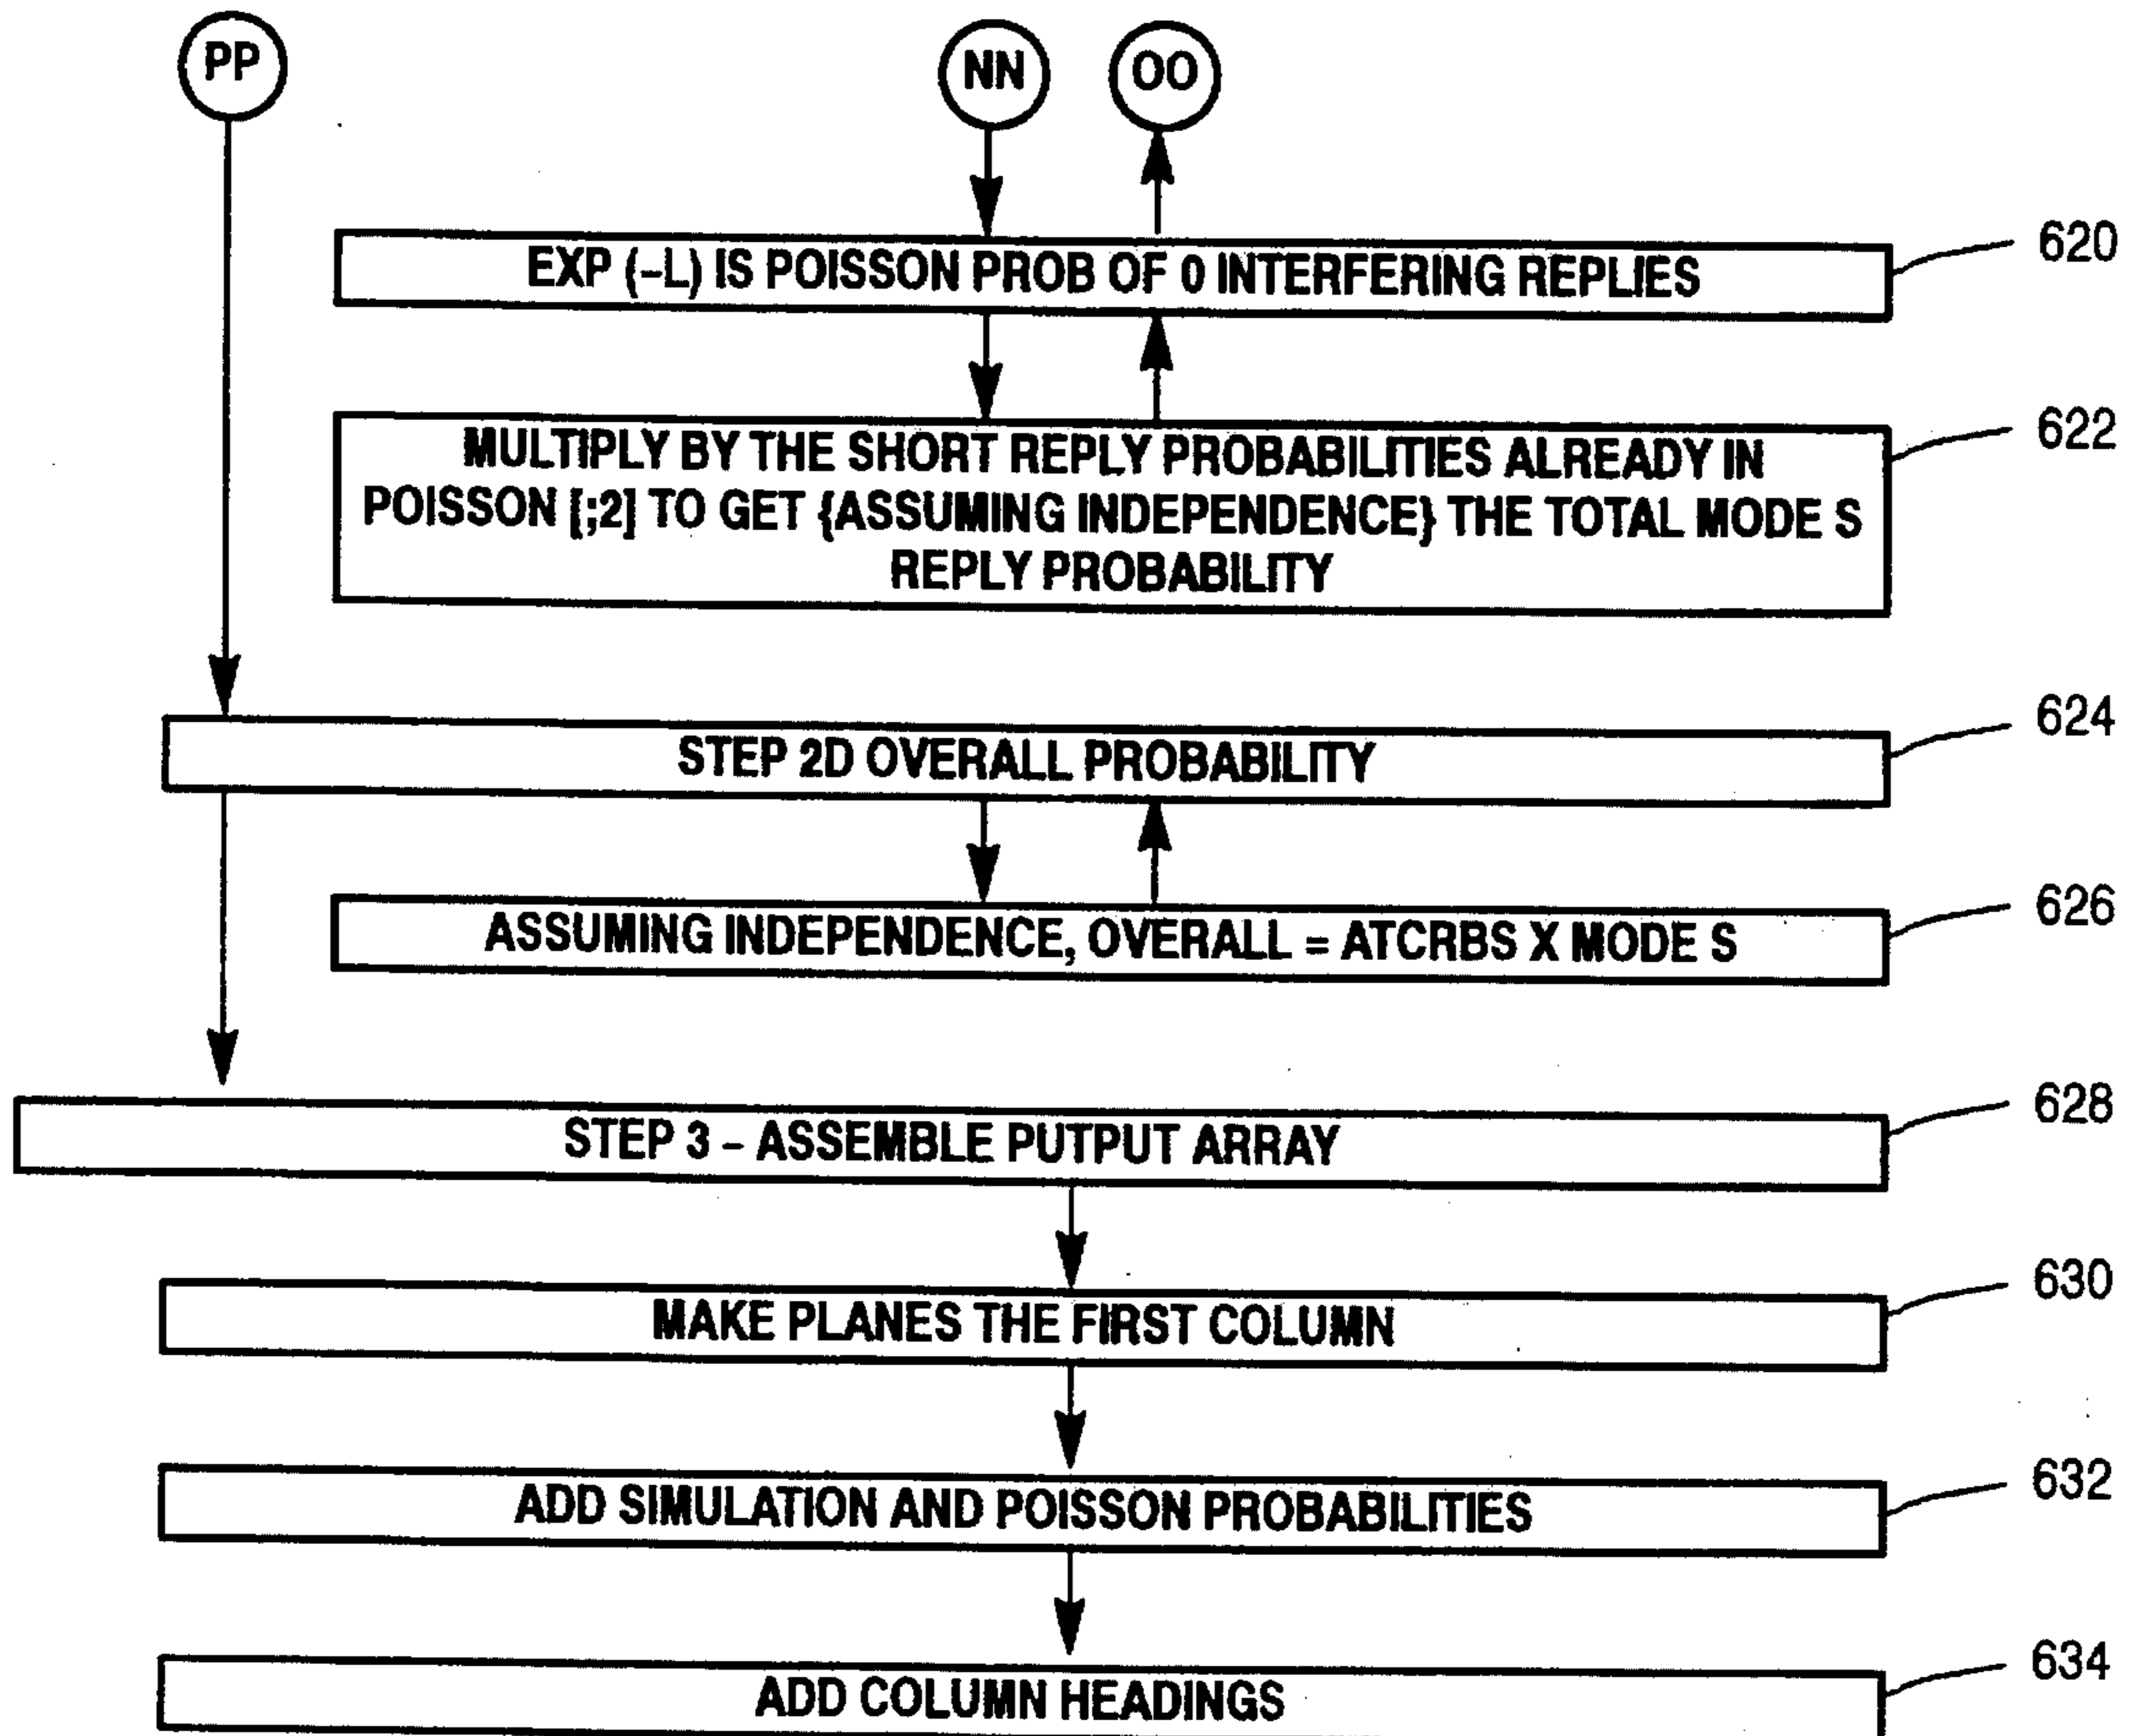 PP
NN
OO
EXP (-L) IS POISSON PROB OF 0 INTERFERING REPLIES
620
MULTIPLY BY THE SHORT REPLY PROBABILITIES ALREADY IN
POISSON [;2] TO GET {ASSUMING INDEPENDENCE} THE TOTAL MODE S
REPLY PROBABILITY
622
STEP 2D OVERALL PROBABILITY
624
ASSUMING INDEPENDENCE, OVERALL = ATCRBS X MODE S
626
STEP 3 – ASSEMBLE PUTPUT ARRAY
628
MAKE PLANES THE FIRST COLUMN
630
ADD SIMULATION AND POISSON PROBABILITIES
632
ADD COLUMN HEADINGS
634